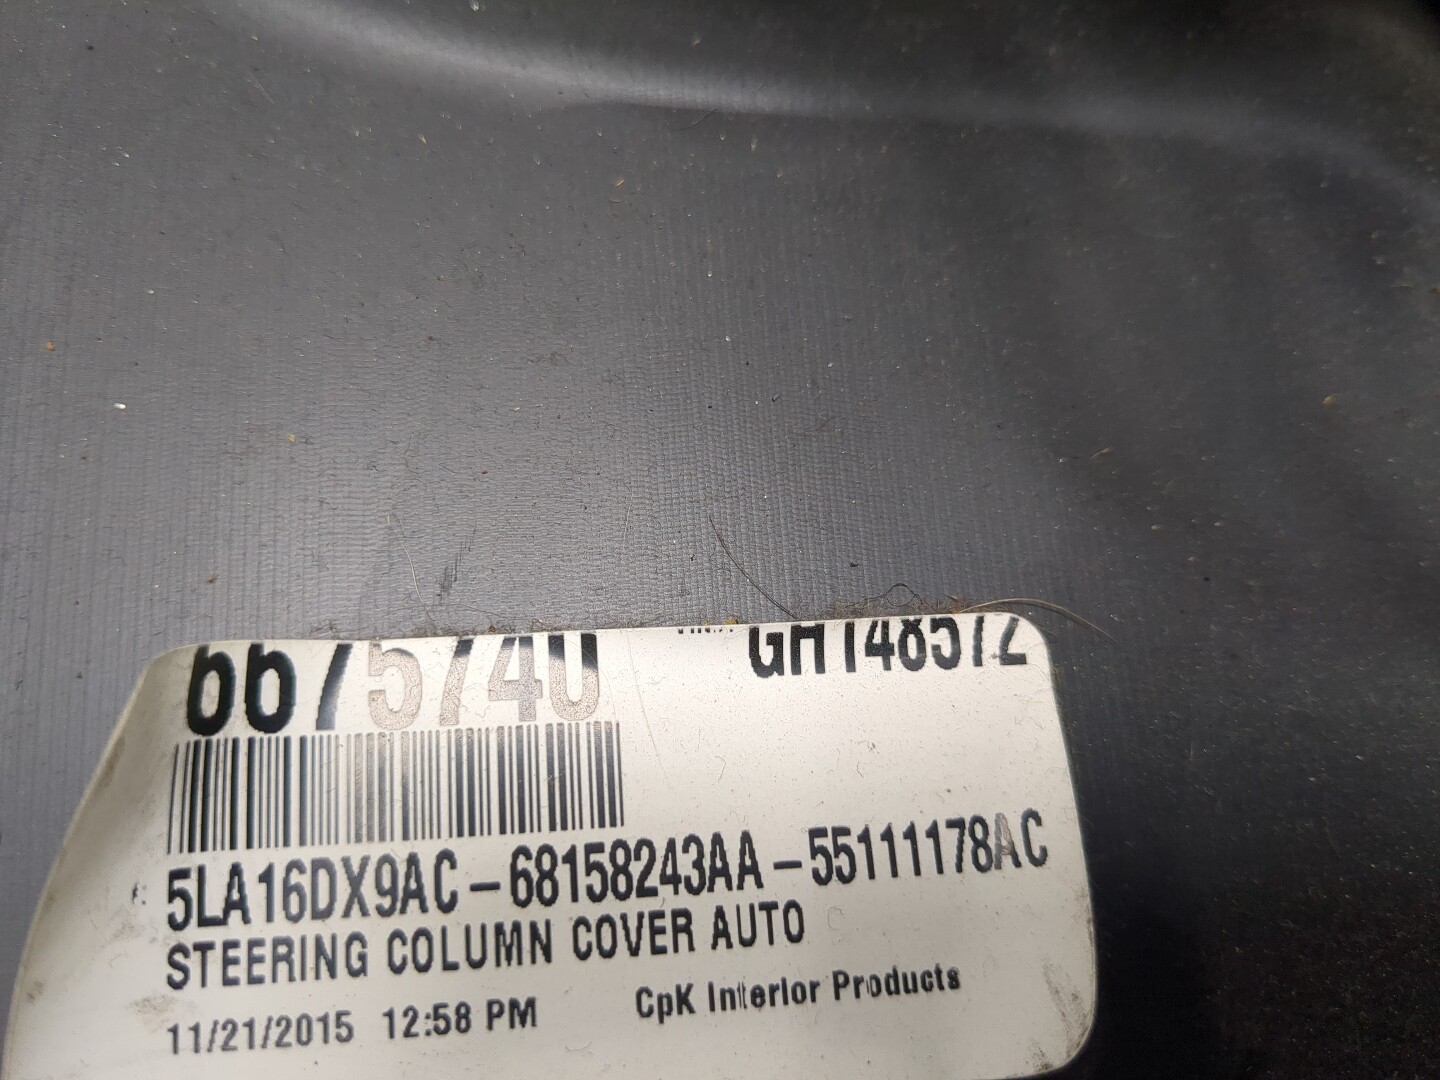 6675740 GH148572
5LA16DX9AC-68158243AA-55111178AC
STEERING COLUMN COVER AUTO
11/21/2015 12:58 PM CpK Interior Products